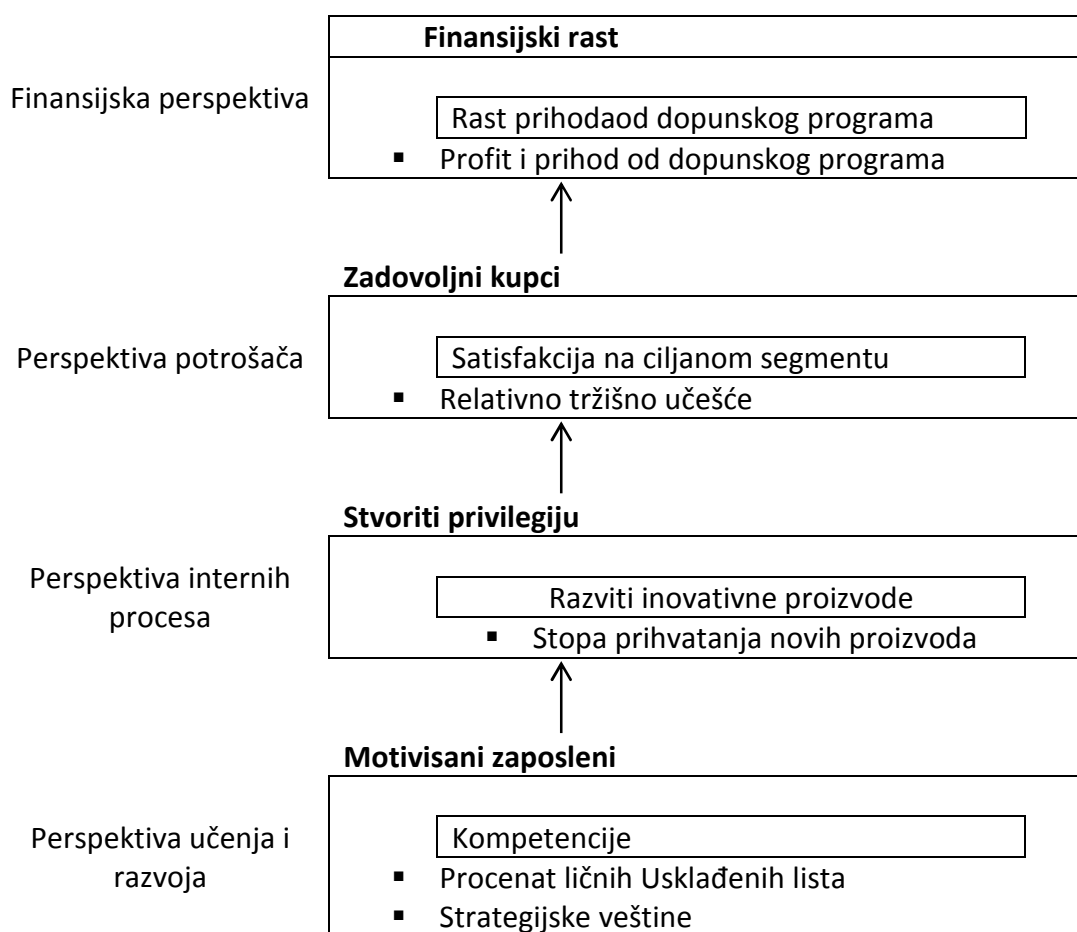 Finansijski rast
Finansijska perspektiva
Rast prihodaod dopunskog programa
▪ Profit i prihod od dopunskog programa
Zadovoljni kupci
Perspektiva potrošača
Satisfakcija na ciljanom segmentu
▪ Relativno tržišno učešće
Stvoriti privilegiju
Perspektiva internih
procesa
Razviti inovativne proizvode
▪ Stopa prihvatanja novih proizvoda
Motivisani zaposleni
Perspektiva učenja i
razvoja
Kompetencije
▪ Procenat ličnih Usklađenih lista
▪ Strategijske veštine